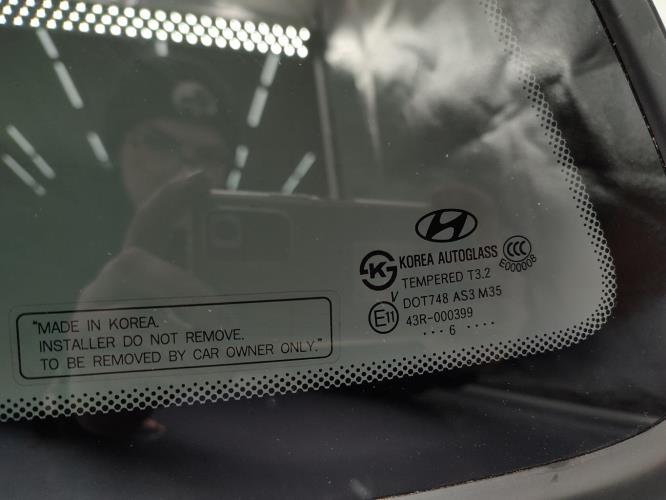 "MADE IN KOREA.
INSTALLER DO NOT REMOVE.
TO BE REMOVED BY CAR OWNER ONLY."
KOREA AUTOGLASS
CCC
E000008
TEMPERED T3.2
V DOT748 AS3 M35
E11 43R-000399
··· 6 ····